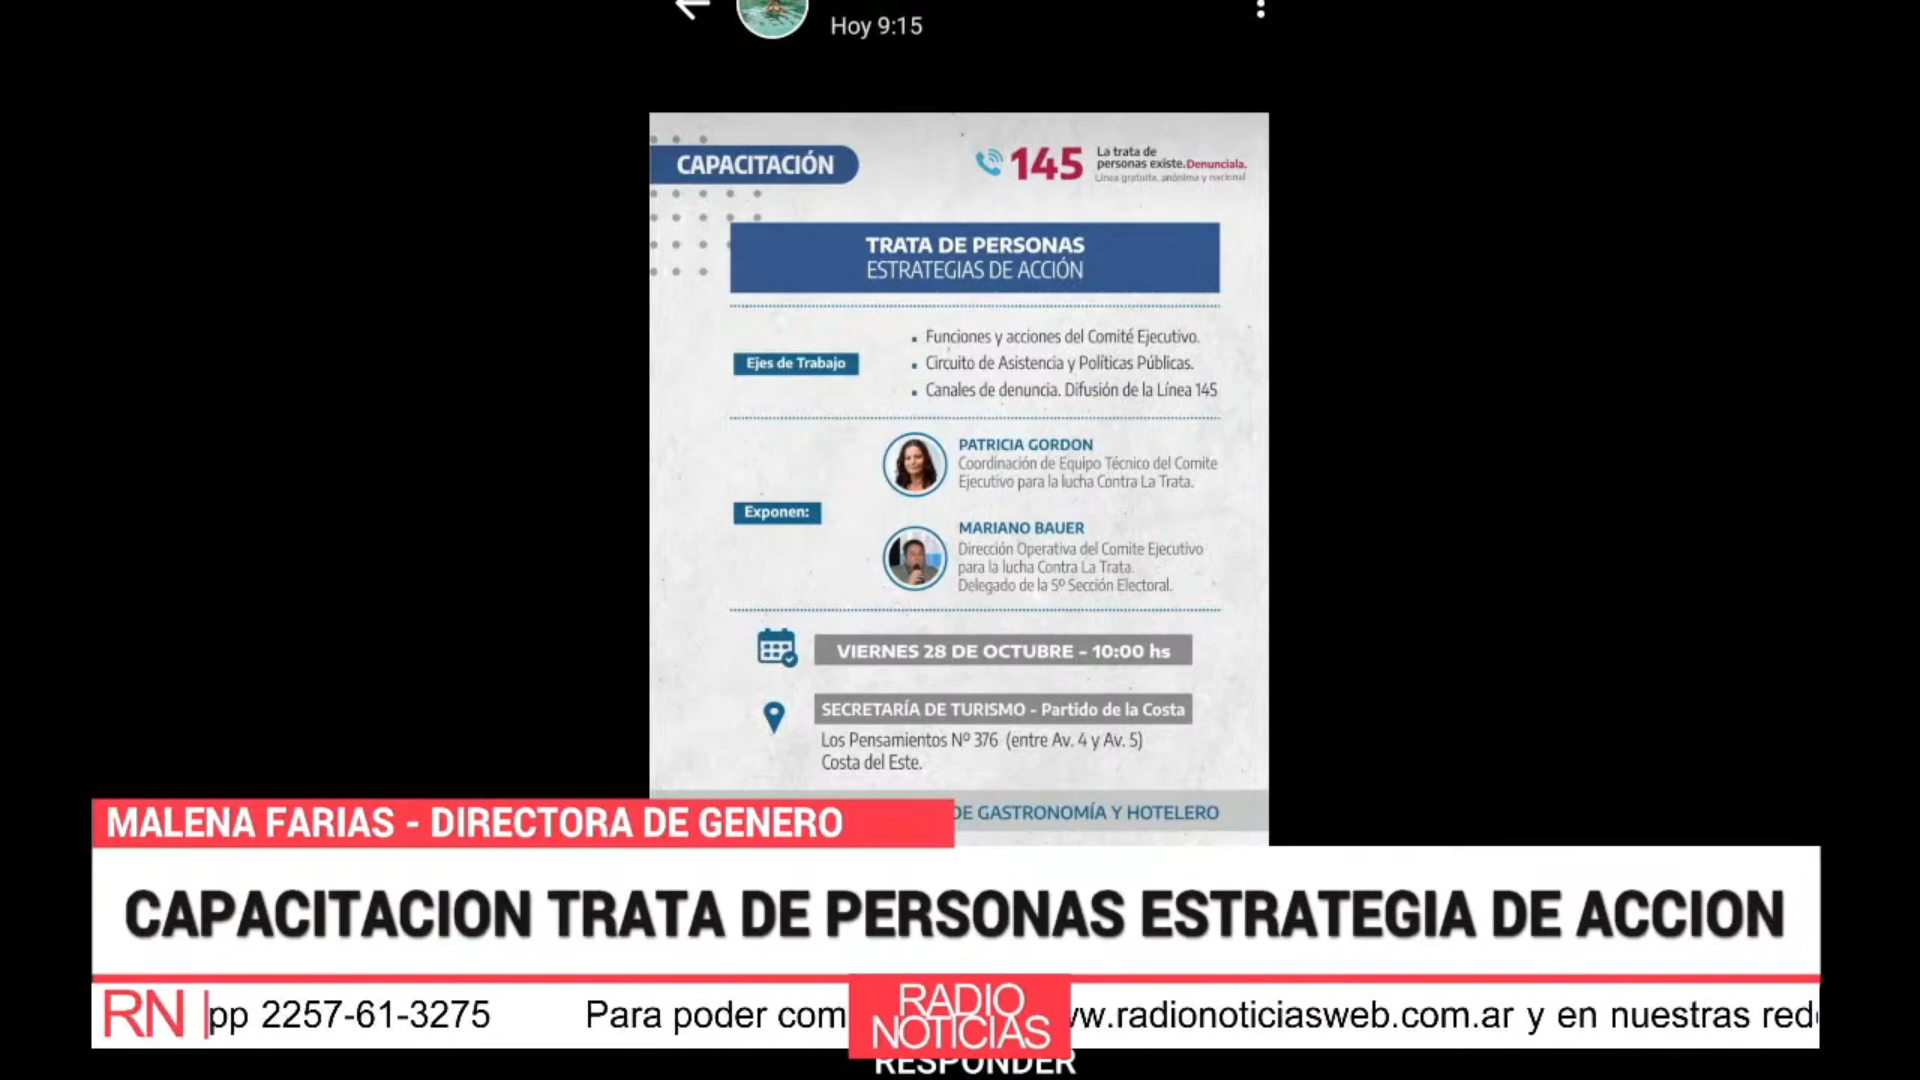 Hoy 9:15
CAPACITACIÓN
145
La trata de
personas existe. Denunciala.
Línea gratuita, anónima y nacional
TRATA DE PERSONAS
ESTRATEGIAS DE ACCIÓN
Ejes de Trabajo
▪ Funciones y acciones del Comité Ejecutivo.
▪ Circuito de Asistencia y Políticas Públicas.
▪ Canales de denuncia. Difusión de la Línea 145
Exponen:
PATRICIA GORDON
Coordinación de Equipo Técnico del Comite
Ejecutivo para la lucha Contra La Trata.
MARIANO BAUER
Dirección Operativa del Comite Ejecutivo
para la lucha Contra La Trata.
Delegado de la 5º Sección Electoral.
VIERNES 28 DE OCTUBRE - 10:00 hs
SECRETARÍA DE TURISMO - Partido de la Costa
Los Pensamientos Nº 376 (entre Av. 4 y Av. 5)
Costa del Este.
DE GASTRONOMÍA Y HOTELERO
MALENA FARIAS - DIRECTORA DE GENERO
CAPACITACION TRATA DE PERSONAS ESTRATEGIA DE ACCION
RN pp 2257-61-3275 Para poder com w.radionoticiasweb.com.ar y en nuestras red
RADIO
NOTICIAS
RESPONDER